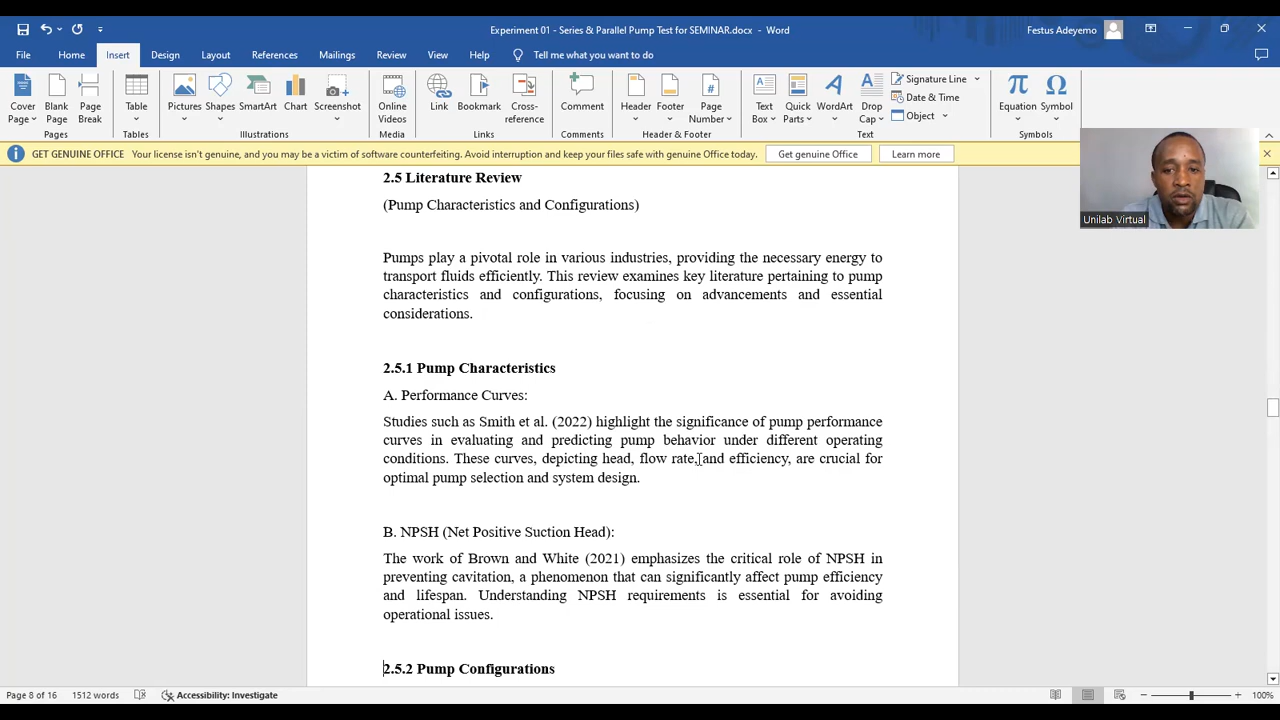 Experiment 01 - Series & Parallel Pump Test for SEMINAR.docx - Word
Festus Adeyemo
File Home Insert Design Layout References Mailings Review View Help Tell me what you want to do
Cover Page
Blank Page
Page Break
Table
Pictures
Shapes
SmartArt
Chart
Screenshot
Online Videos
Link
Bookmark
Cross-reference
Comment
Header
Footer
Page Number
Text Box
Quick Parts
WordArt
Drop Cap
Signature Line
Date & Time
Object
Equation
Symbol
Pages Tables Illustrations Media Links Comments Header & Footer Text Symbols
GET GENUINE OFFICE Your license isn't genuine, and you may be a victim of software counterfeiting. Avoid interruption and keep your files safe with genuine Office today. Get genuine Office Learn more
Unilab Virtual
2.5 Literature Review
(Pump Characteristics and Configurations)
Pumps play a pivotal role in various industries, providing the necessary energy to
transport fluids efficiently. This review examines key literature pertaining to pump
characteristics and configurations, focusing on advancements and essential
considerations.
2.5.1 Pump Characteristics
A. Performance Curves:
Studies such as Smith et al. (2022) highlight the significance of pump performance
curves in evaluating and predicting pump behavior under different operating
conditions. These curves, depicting head, flow rate, and efficiency, are crucial for
optimal pump selection and system design.
B. NPSH (Net Positive Suction Head):
The work of Brown and White (2021) emphasizes the critical role of NPSH in
preventing cavitation, a phenomenon that can significantly affect pump efficiency
and lifespan. Understanding NPSH requirements is essential for avoiding
operational issues.
2.5.2 Pump Configurations
Page 8 of 16 1512 words Accessibility: Investigate 100%